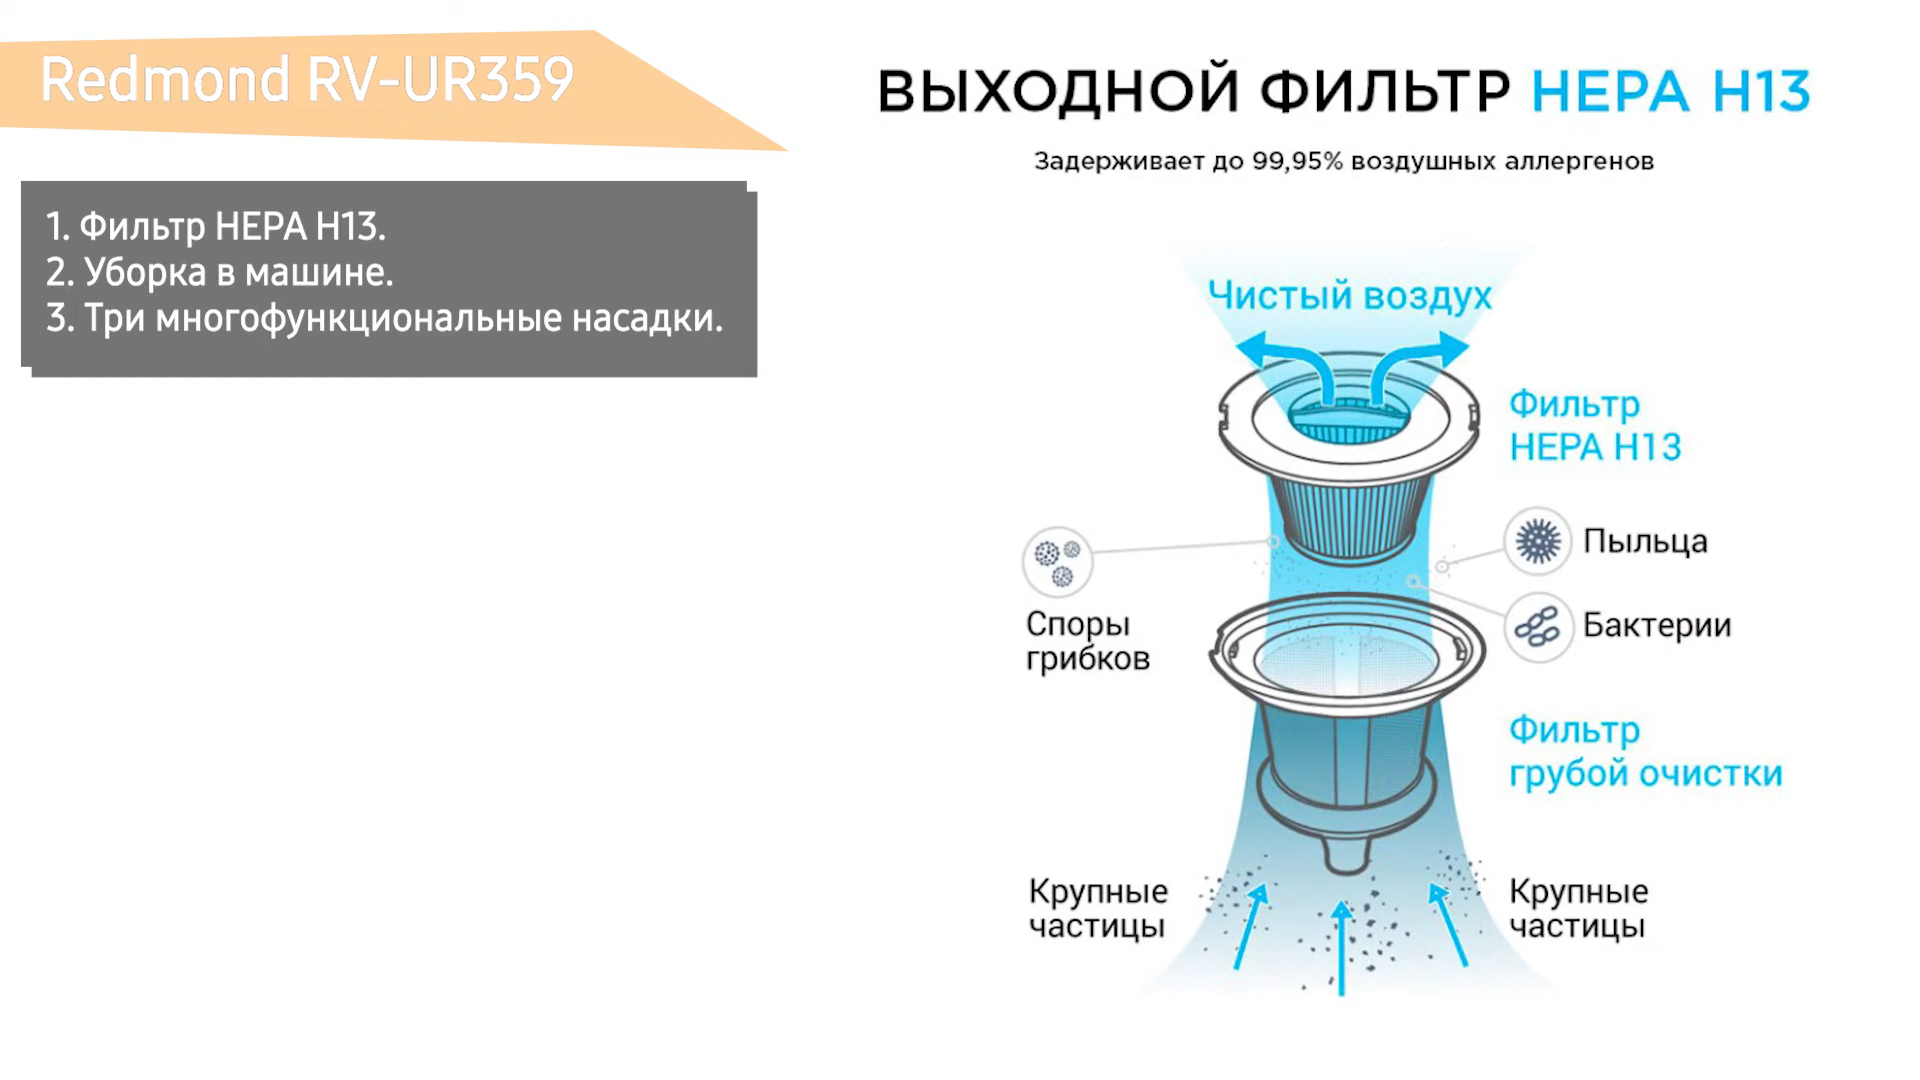 Redmond RV-UR359
1. Фильтр HEPA H13.
2. Уборка в машине.
3. Три многофункциональные насадки.
ВЫХОДНОЙ ФИЛЬТР HEPA H13
Задерживает до 99,95% воздушных аллергенов
Чистый воздух
Фильтр
HEPA H13
Пыльца
Споры
грибков
Бактерии
Фильтр
грубой очистки
Крупные
частицы
Крупные
частицы